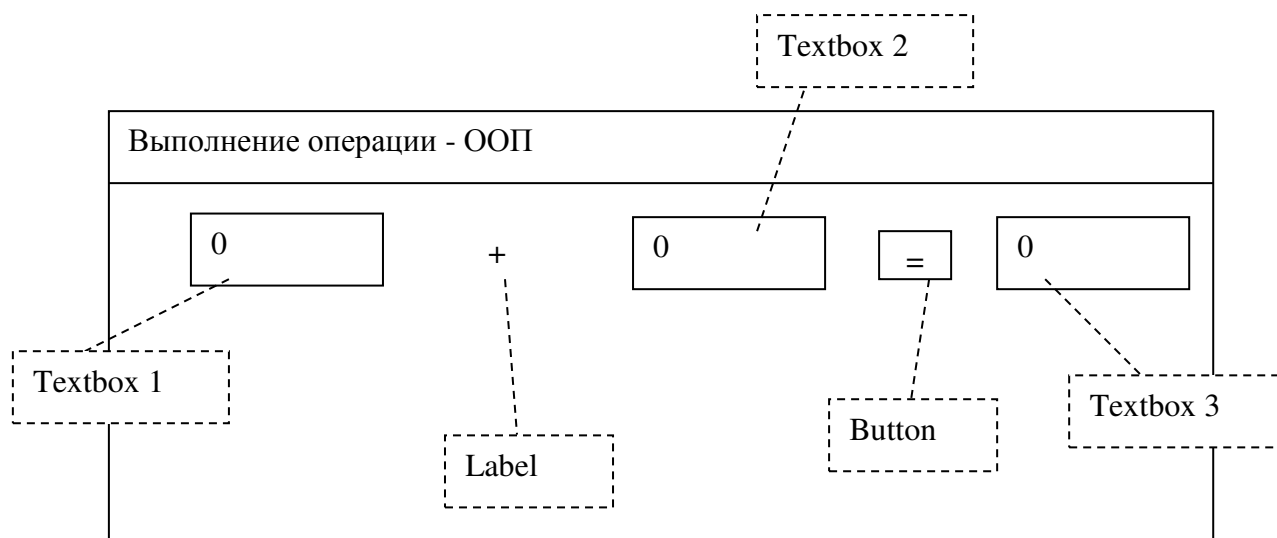 Textbox 2
Выполнение операции - ООП
0
+
0
=
0
Textbox 1
Textbox 3
Button
Label